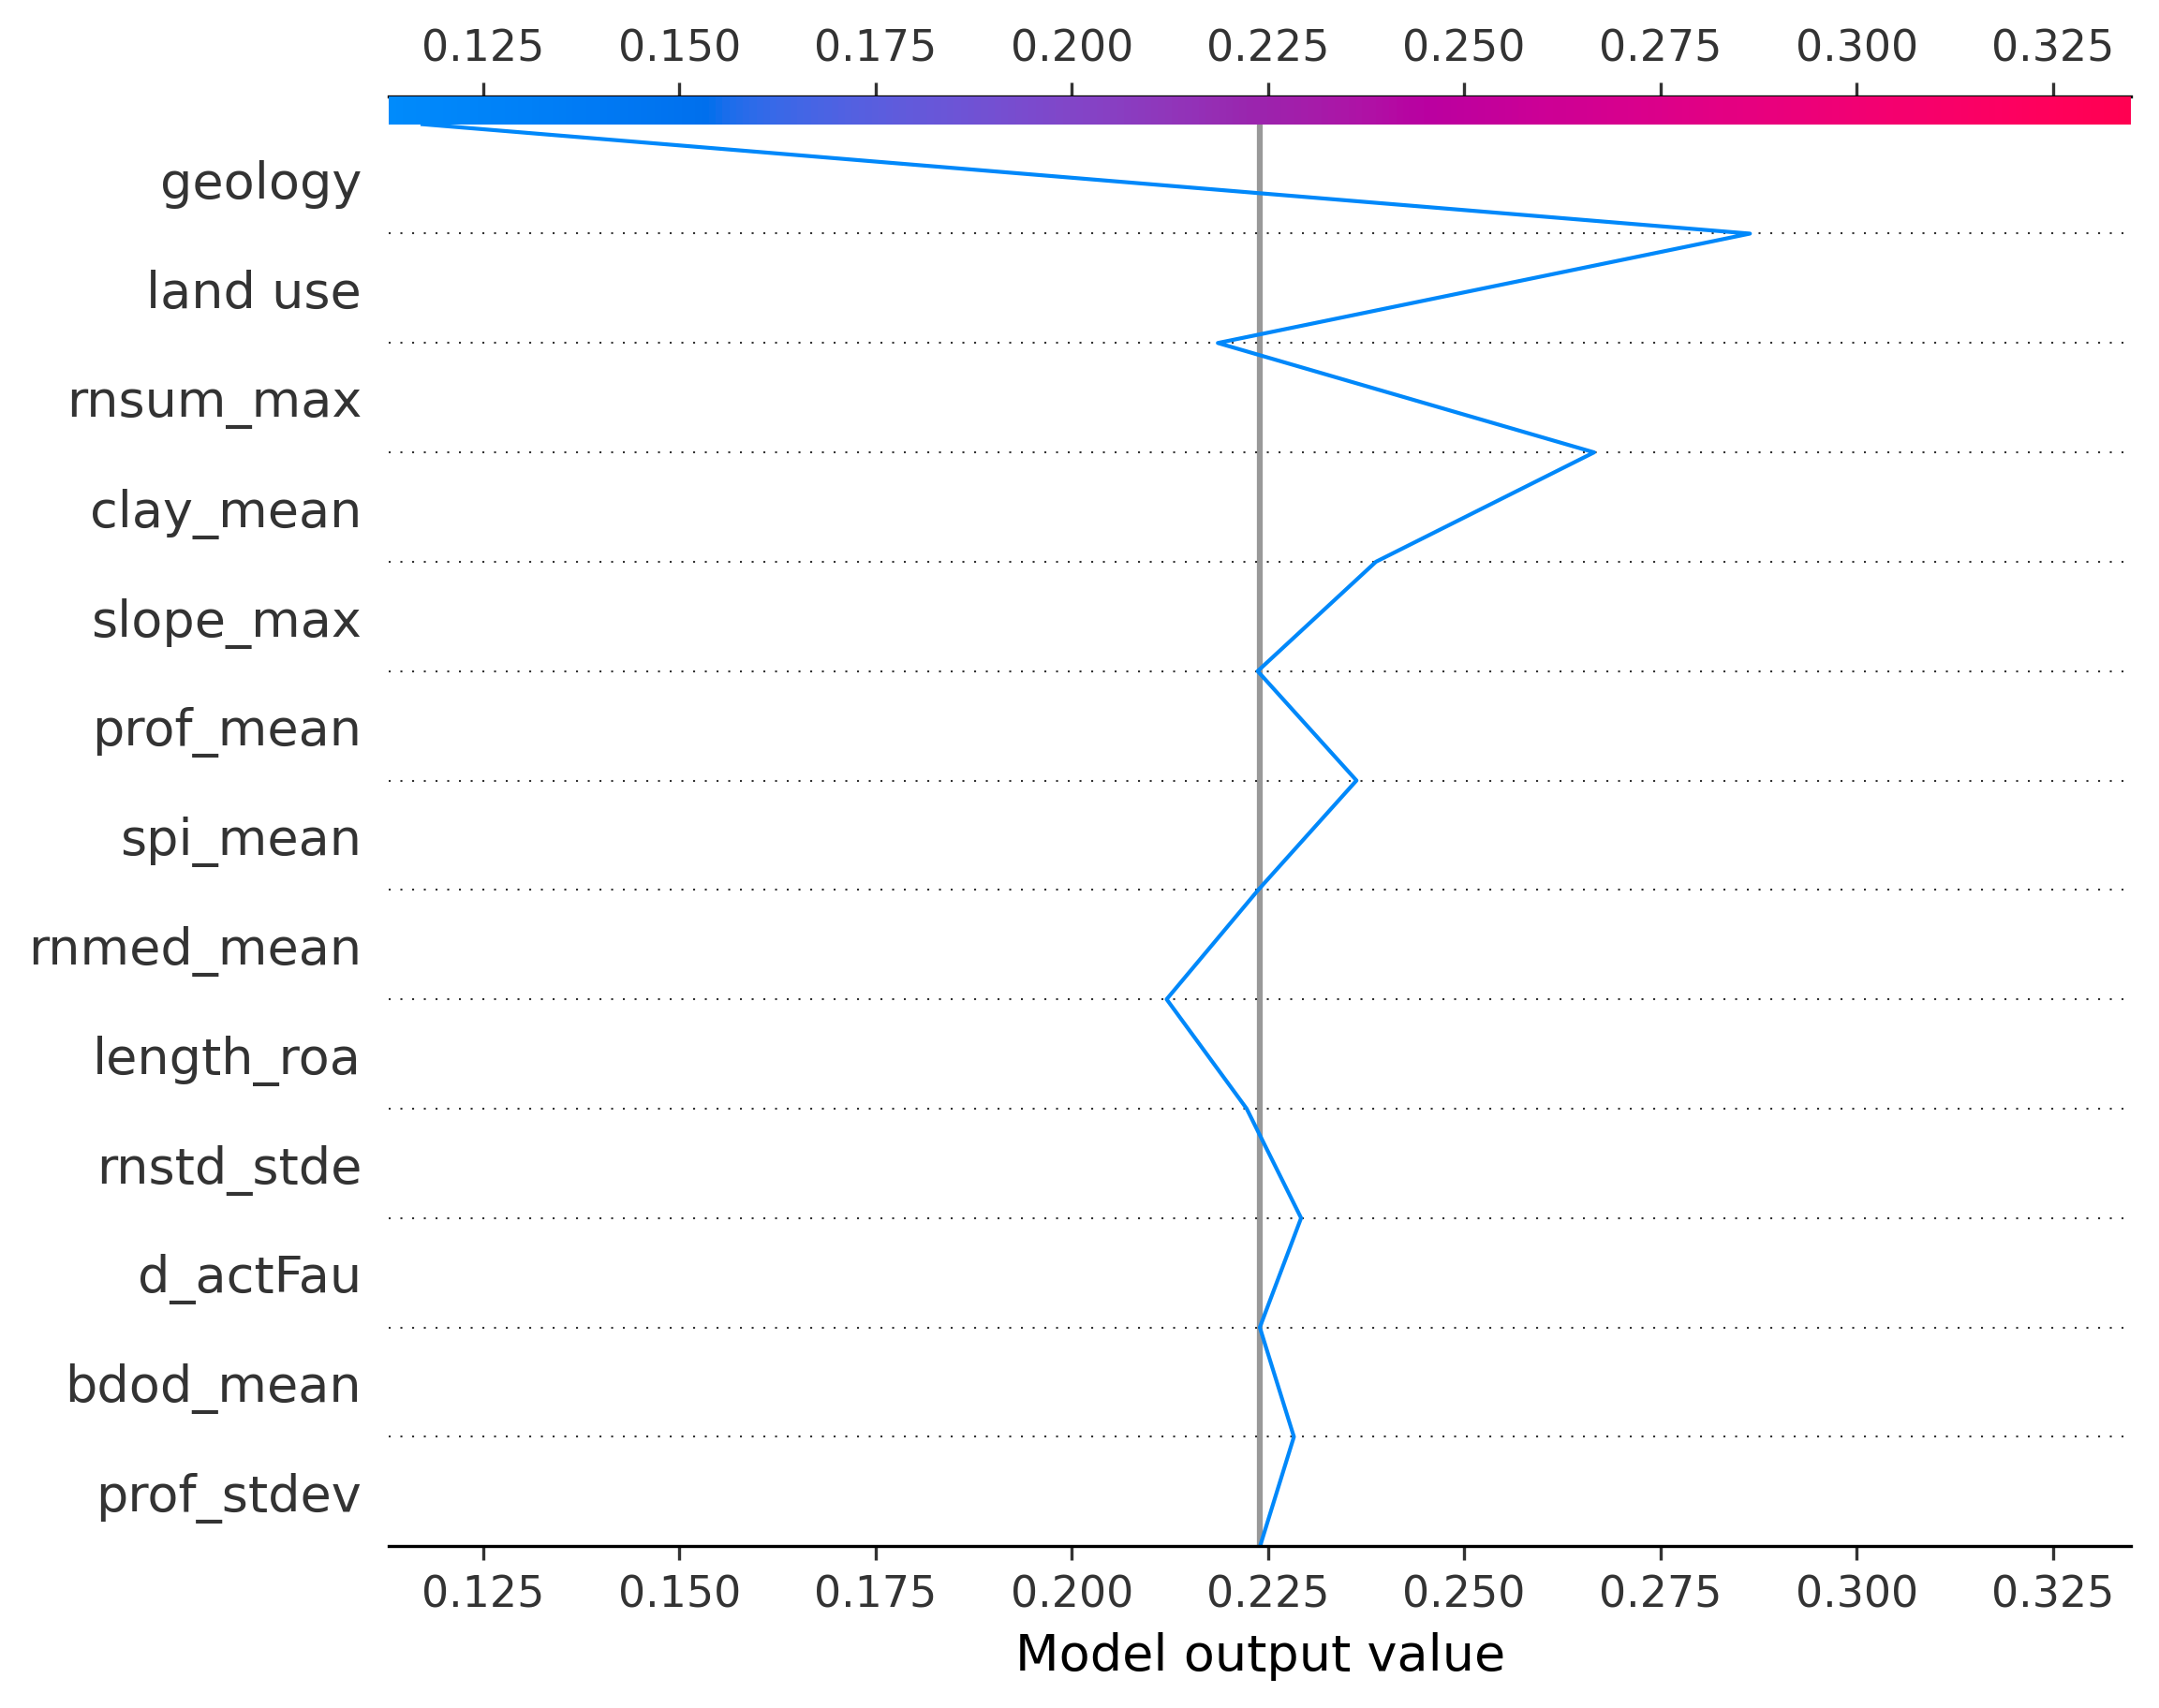 0.125 0.150 0.175 0.200 0.225 0.250 0.275 0.300 0.325
geology
land use
rnsum_max
clay_mean
slope_max
prof_mean
spi_mean
rnmed_mean
length_roa
rnstd_stde
d_actFau
bdod_mean
prof_stdev
0.125 0.150 0.175 0.200 0.225 0.250 0.275 0.300 0.325
Model output value